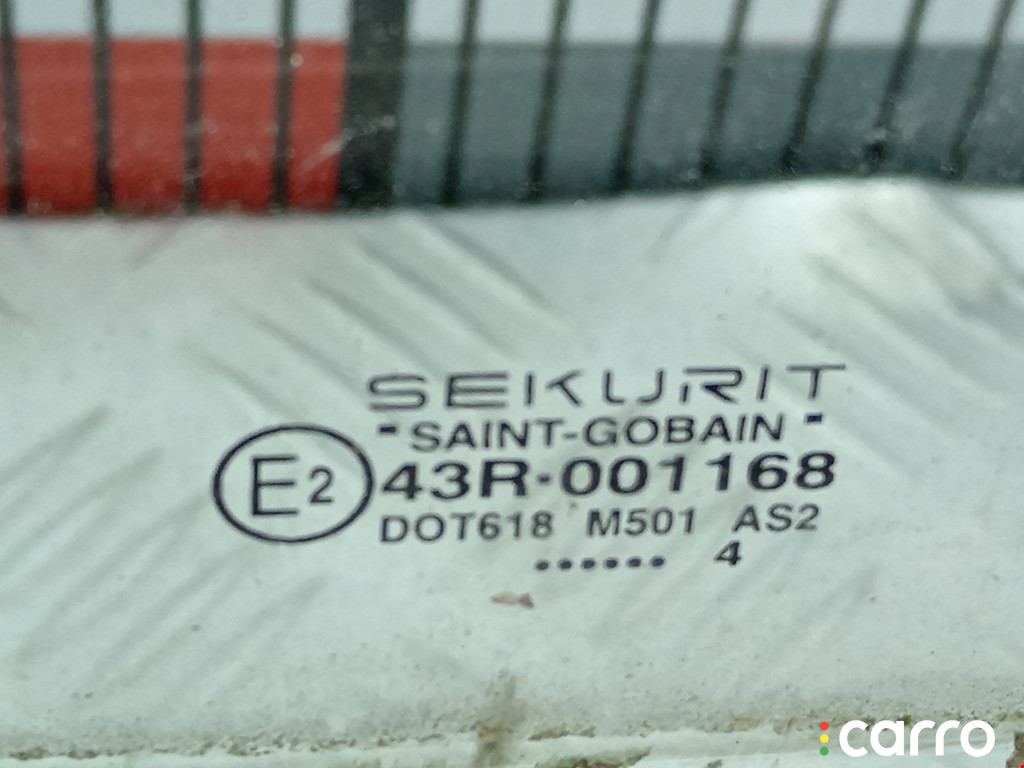 SEKURIT
-SAINT-GOBAIN-
E2 43R-001168
DOT618 M501 AS2
...... 4
carro